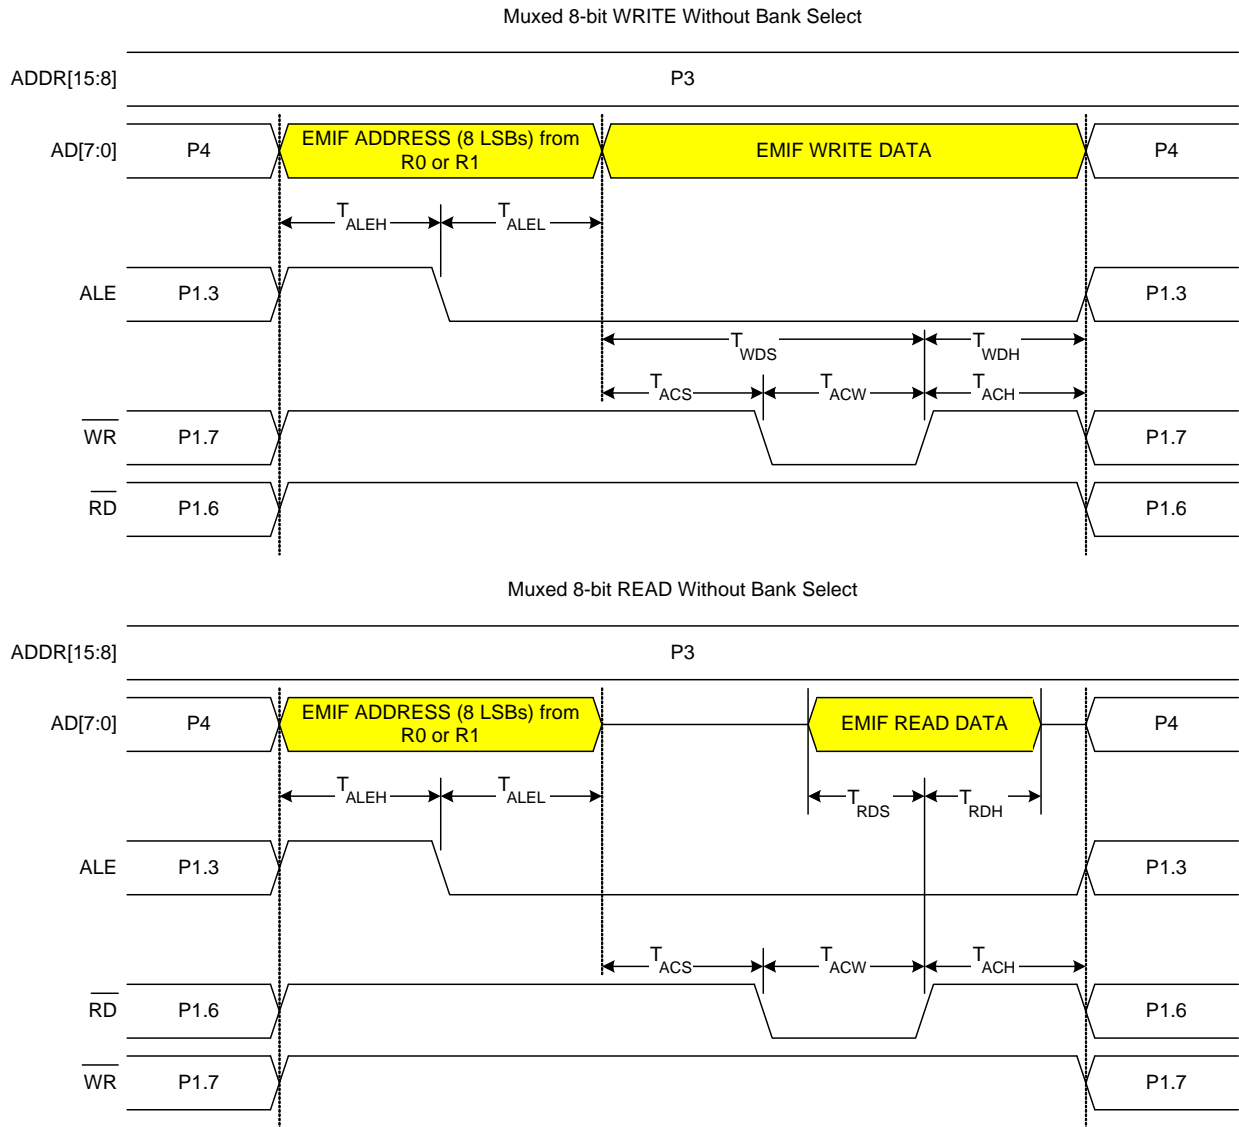 Muxed 8-bit WRITE Without Bank Select
ADDR[15:8] P3
AD[7:0] P4 EMIF ADDRESS (8 LSBs) from R0 or R1 EMIF WRITE DATA P4
TALEH TALEL
ALE P1.3 P1.3
TWDS TWDH
TACS TACW TACH
WR P1.7 P1.7
RD P1.6 P1.6
Muxed 8-bit READ Without Bank Select
ADDR[15:8] P3
AD[7:0] P4 EMIF ADDRESS (8 LSBs) from R0 or R1 EMIF READ DATA P4
TALEH TALEL TRDS TRDH
ALE P1.3 P1.3
TACS TACW TACH
RD P1.6 P1.6
WR P1.7 P1.7